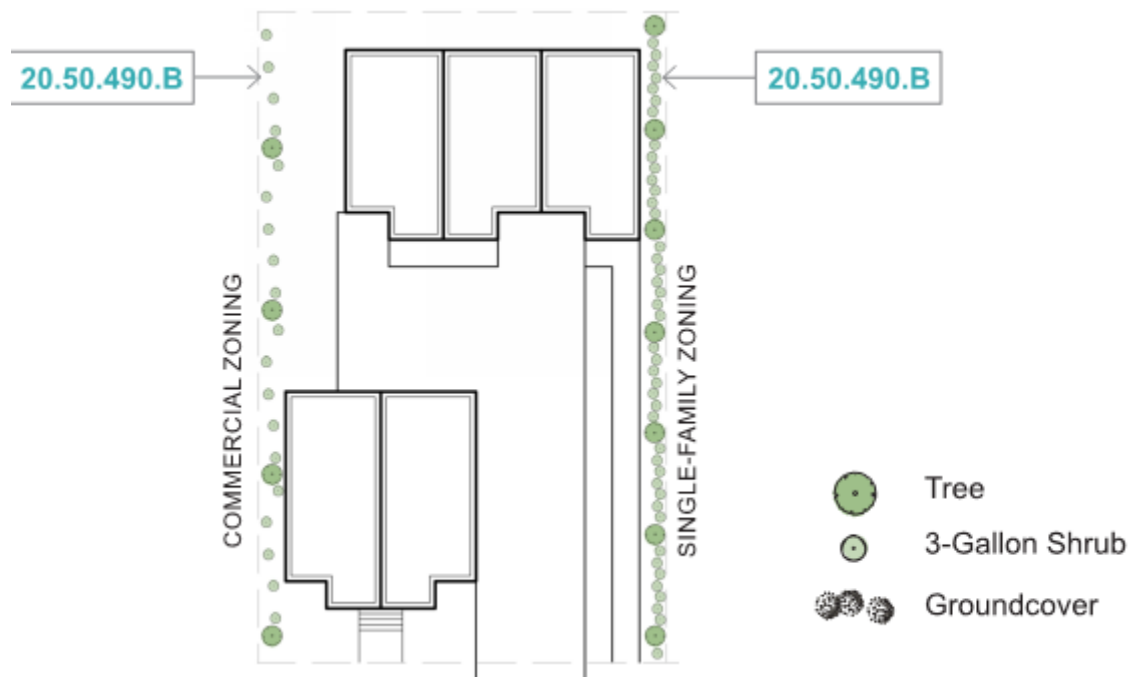 20.50.490.B
20.50.490.B
COMMERCIAL ZONING
SINGLE-FAMILY ZONING
Tree
3-Gallon Shrub
Groundcover